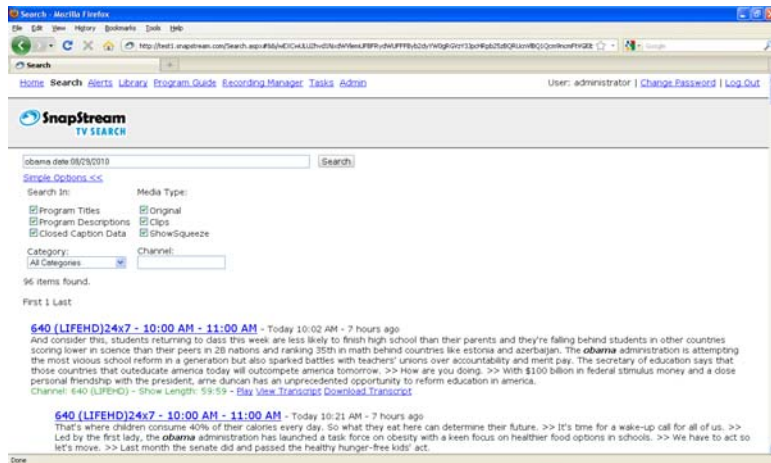 Search - Mozilla Firefox
File Edit View History Bookmarks Tools Help
Search
Home Search Alerts Library Program Guide Recording Manager Tasks Admin User: administrator | Change Password | Log Out
SnapStream
TV SEARCH
obama date:08/29/2010 Search
Simple Options <<
Search In: Media Type:
Program Titles Original
Program Descriptions Clips
Closed Caption Data ShowSqueeze
Category: Channel:
All Categories
96 items found.
First 1 Last
640 (LIFEHD)24x7 - 10:00 AM - 11:00 AM - Today 10:02 AM - 7 hours ago
And consider this, students returning to class this week are less likely to finish high school than their parents and they're falling behind students in other countries
scoring lower in science than their peers in 28 nations and ranking 35th in math behind countries like estonia and azerbaijan. The obama administration is attempting
the most vicious school reform in a generation but also sparked battles with teachers' unions over accountability and merit pay. The secretary of education says that
those countries that outeducate america today will outcompete america tomorrow. >> How are you doing. >> With $100 billion in federal stimulus money and a close
personal friendship with the president, arne duncan has an unprecedented opportunity to reform education in america.
Channel: 640 (LIFEHD) - Show Length: 59:59 - Play View Transcript Download Transcript
640 (LIFEHD)24x7 - 10:00 AM - 11:00 AM - Today 10:21 AM - 7 hours ago
That's where children consume 40% of their calories every day. So what they eat here can determine their future. >> It's time for a wake-up call for all of us. >>
Led by the first lady, the obama administration has launched a task force on obesity with a keen focus on healthier food options in schools. >> We have to act so
let's move. >> Last month the senate did and passed the healthy hunger-free kids' act.
Done